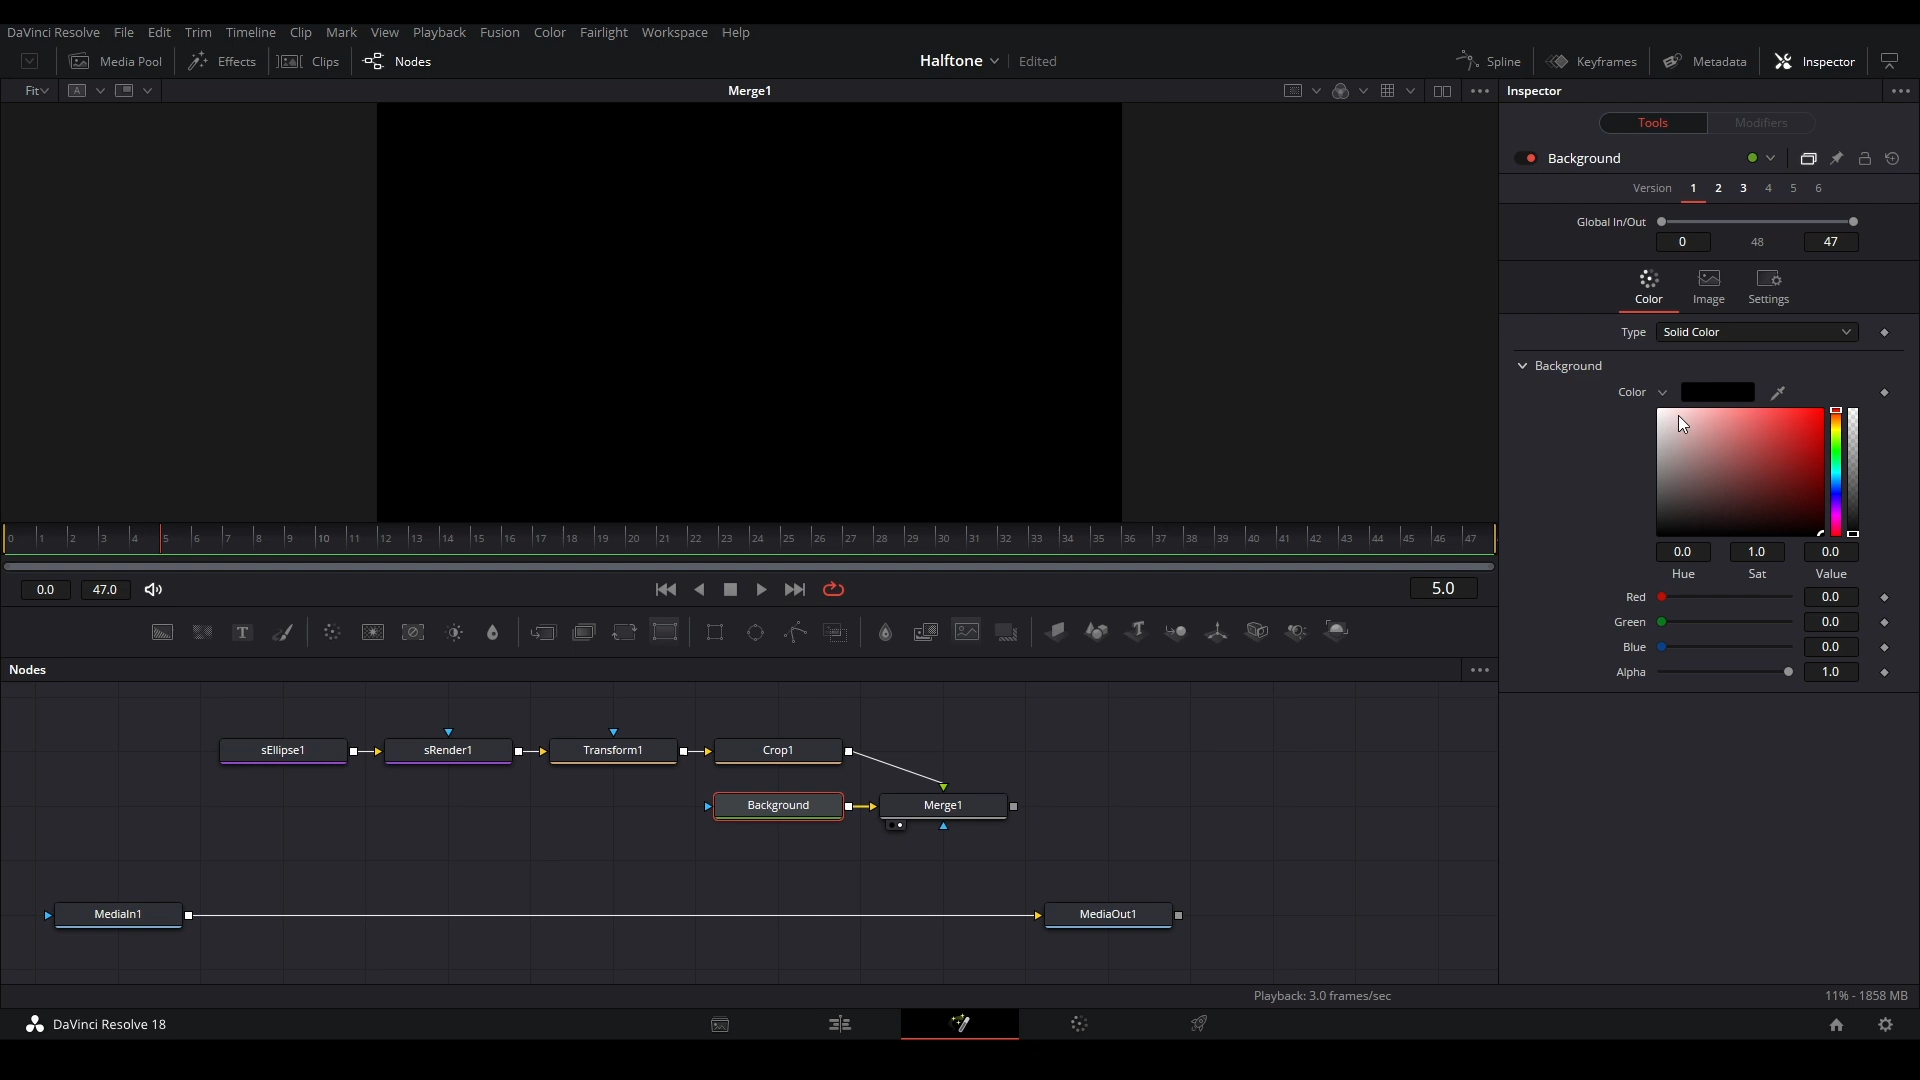 DaVinci Resolve File Edit Trim Timeline Clip Mark View Playback Fusion Color Fairlight Workspace Help
Media Pool Effects Clips Nodes Halftone Edited Spline Keyframes Metadata Inspector
Fit A Merge1 Inspector
Tools Modifiers
Background
Version 1 2 3 4 5 6
Global In/Out
0 48 47
Color Image Settings
Type Solid Color
Background
Color
0 1 2 3 4 5 6 7 8 9 10 11 12 13 14 15 16 17 18 19 20 21 22 23 24 25 26 27 28 29 30 31 32 33 34 35 36 37 38 39 40 41 42 43 44 45 46 47
0.0 1.0 0.0
Hue Sat Value
0.0 47.0 5.0
Red 0.0
Green 0.0
Blue 0.0
Alpha 1.0
T
Nodes
sEllipse1 sRender1 Transform1 Crop1
Background Merge1
MediaIn1 MediaOut1
Playback: 3.0 frames/sec 11% - 1858 MB
DaVinci Resolve 18